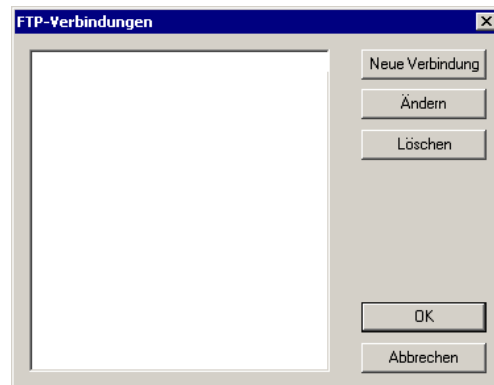 FTP-Verbindungen
Neue Verbindung
Ändern
Löschen
OK
Abbrechen